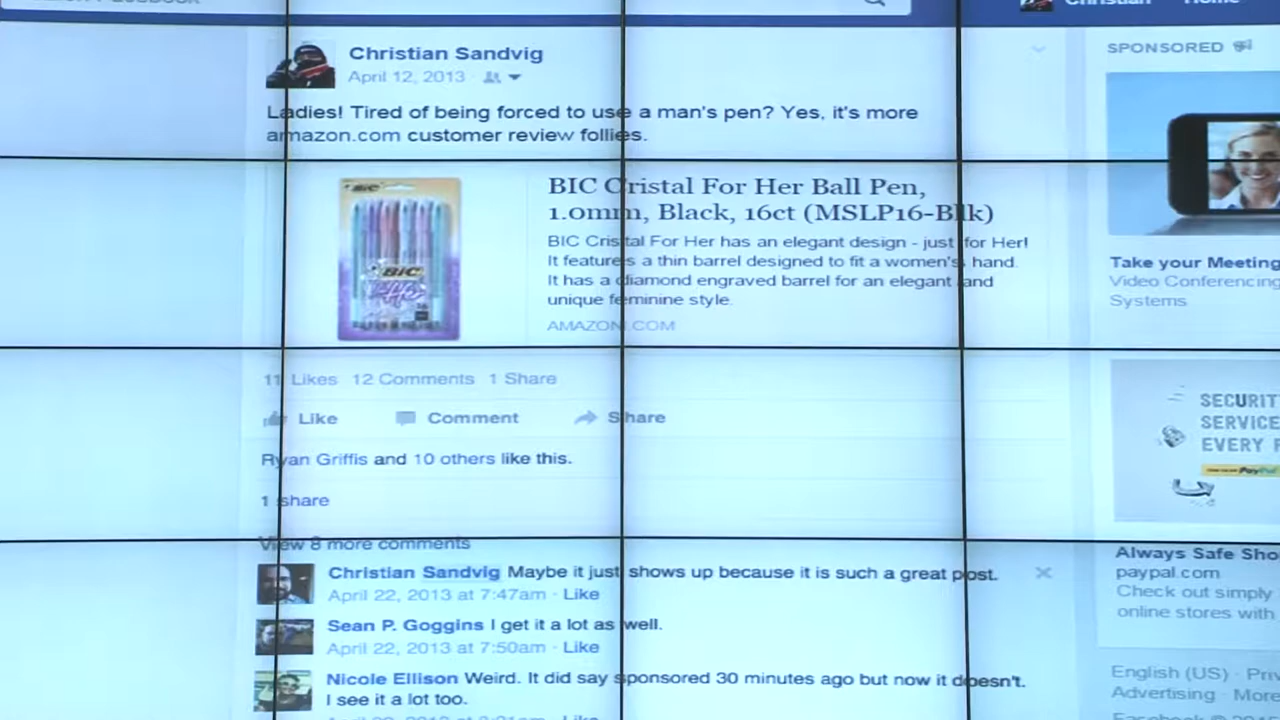 Christian Sandvig
April 12, 2013
Ladies! Tired of being forced to use a man's pen? Yes, it's more
amazon.com customer review follies.
BIC
BIC
BIC Cristal For Her Ball Pen,
1.0mm, Black, 16ct (MSLP16-Blk)
BIC Cristal For Her has an elegant design - just for Her!
It features a thin barrel designed to fit a women's hand.
It has a diamond engraved barrel for an elegant and
unique feminine style.
AMAZON.COM
11 Likes 12 Comments 1 Share
Like Comment Share
Ryan Griffis and 10 others like this.
1 share
View 8 more comments
Christian Sandvig Maybe it just shows up because it is such a great post.
April 22, 2013 at 7:47am · Like
Sean P. Goggins I get it a lot as well.
April 22, 2013 at 7:50am · Like
Nicole Ellison Weird. It did say sponsored 30 minutes ago but now it doesn't.
I see it a lot too.
Christian Home
SPONSORED
Take your Meeting
Video Conferencing
Systems
SECURIT
SERVICE
EVERY
PayPal
Always Safe Sho
paypal.com
Check out simply
online stores with
English (US) · Priv
Advertising · More